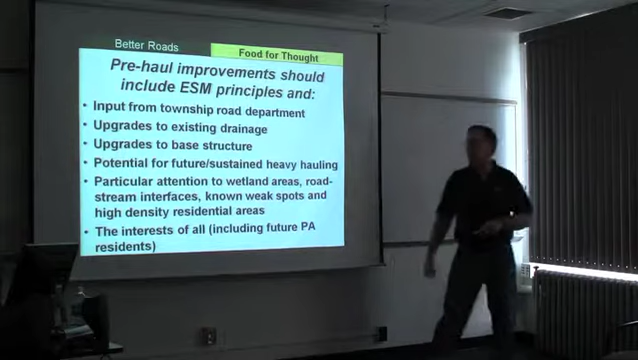 Better Roads
Food for Thought
Pre-haul improvements should
include ESM principles and:
• Input from township road department
• Upgrades to existing drainage
• Upgrades to base structure
• Potential for future/sustained heavy hauling
• Particular attention to wetland areas, road-
stream interfaces, known weak spots and
high density residential areas
• The interests of all (including future PA
residents)